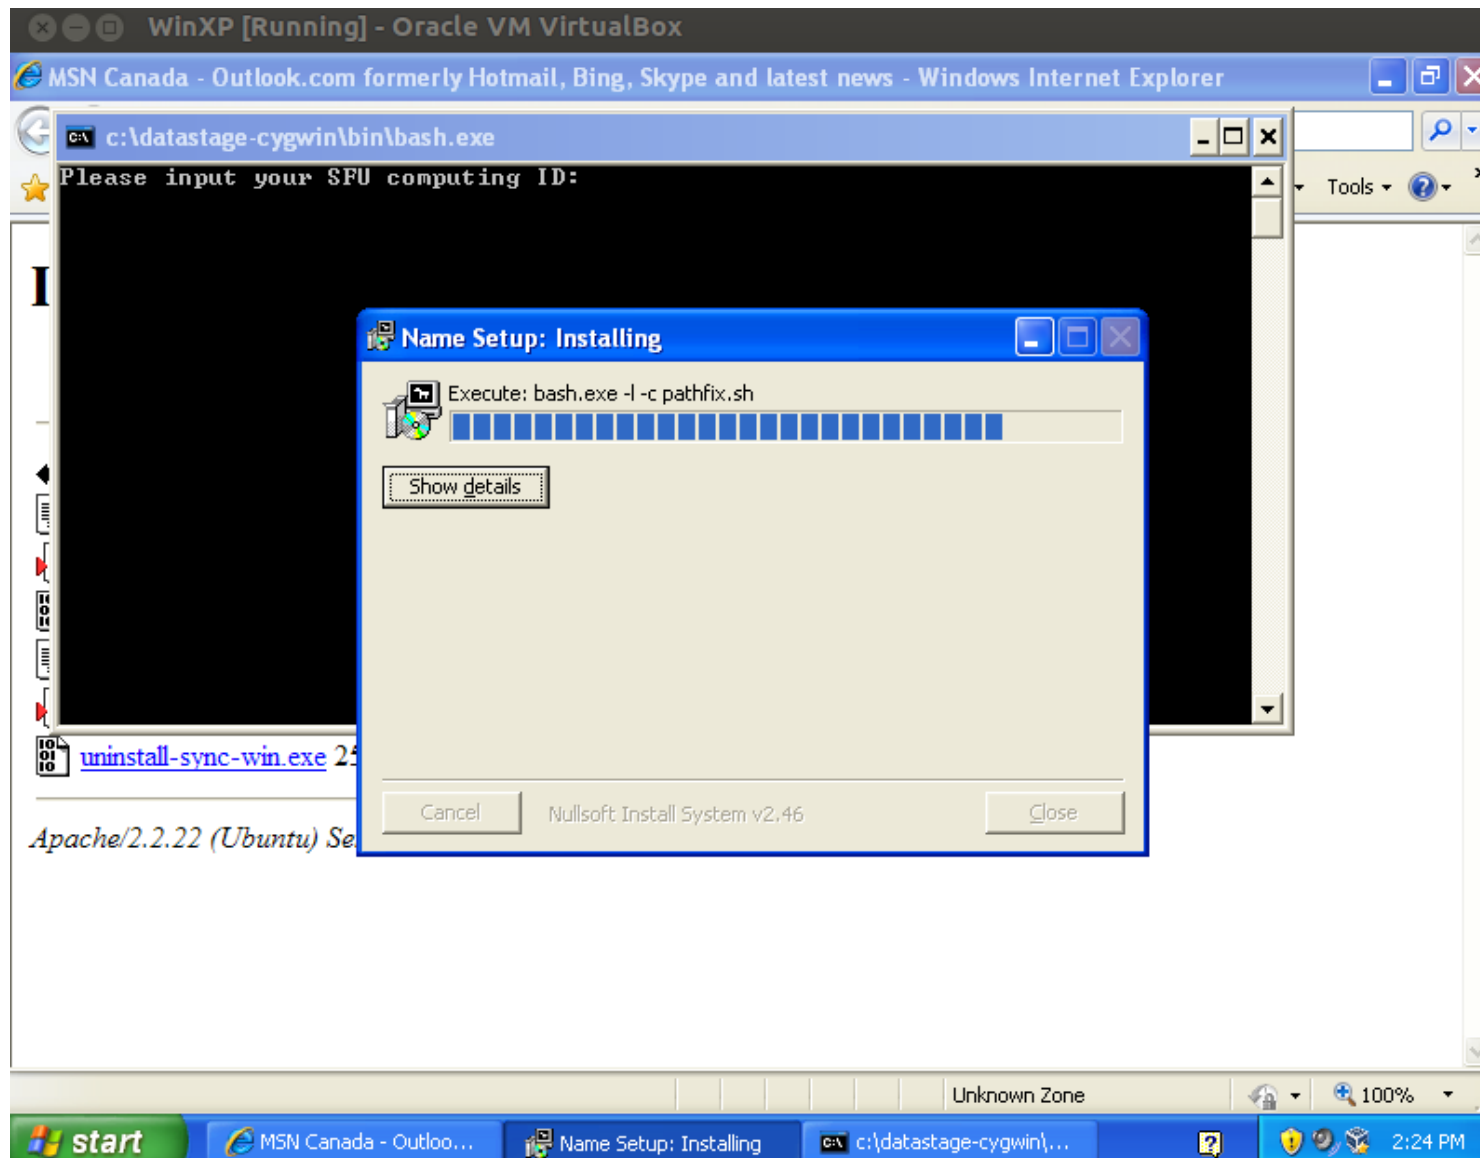 WinXP [Running] - Oracle VM VirtualBox
MSN Canada - Outlook.com formerly Hotmail, Bing, Skype and latest news - Windows Internet Explorer
c:\datastage-cygwin\bin\bash.exe
Please input your SFU computing ID:
Tools
I
Name Setup: Installing
Execute: bash.exe -l -c pathfix.sh
Show details
uninstall-sync-win.exe 25
Cancel
Nullsoft Install System v2.46
Close
Apache/2.2.22 (Ubuntu) Se
Unknown Zone
100%
start
MSN Canada - Outloo...
Name Setup: Installing
c:\datastage-cygwin\...
2:24 PM